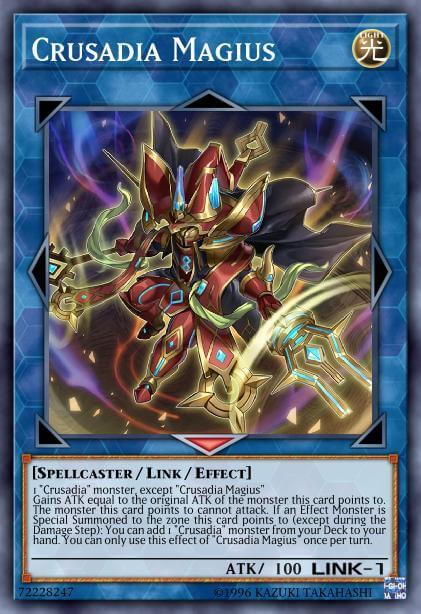 CRUSADIA MAGIUS
LIGHT
光
[SPELLCASTER / LINK / EFFECT]
1 "Crusadia" monster, except "Crusadia Magius"
Gains ATK equal to the original ATK of the monster this card points to.
The monster this card points to cannot attack. If an Effect Monster is
Special Summoned to the zone this card points to (except during the
Damage Step): You can add 1 "Crusadia" monster from your Deck to your
hand. You can only use this effect of "Crusadia Magius" once per turn.
ATK/ 100 LINK-1
72228247 ©1996 KAZUKI TAKAHASHI